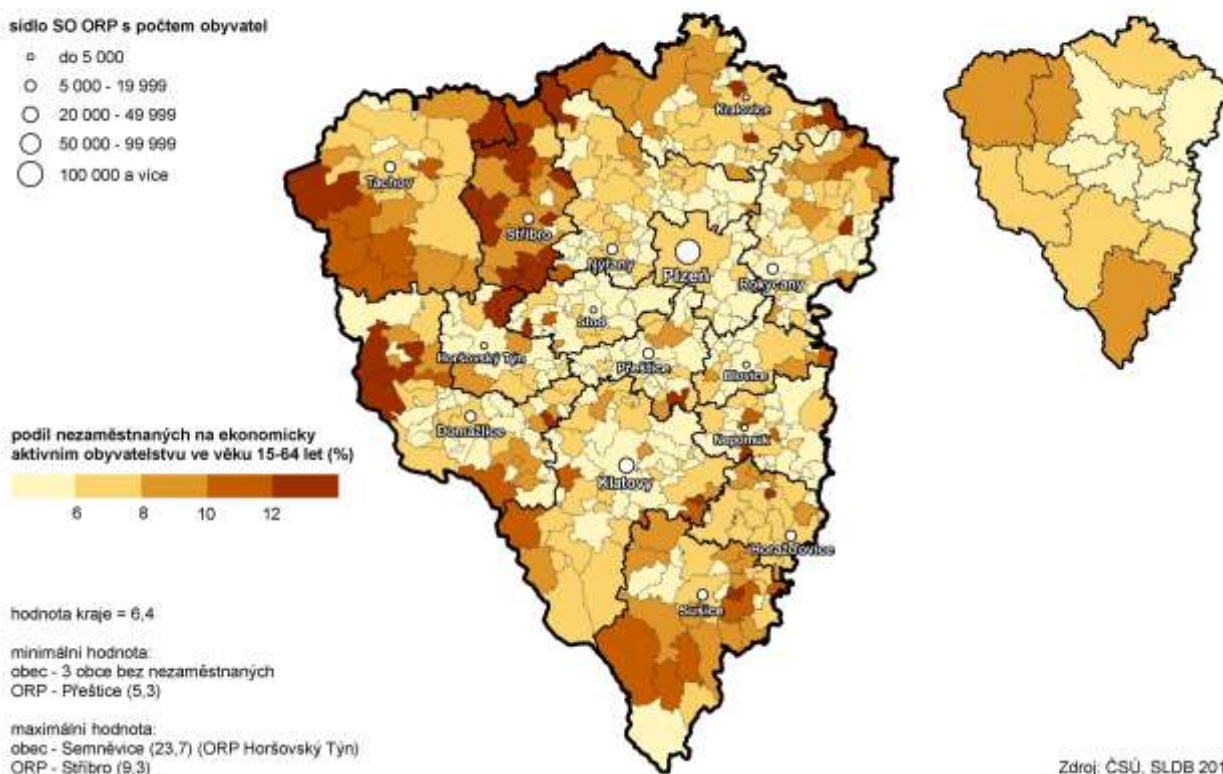 sídlo SO ORP s počtem obyvatel
do 5 000
5 000 - 19 999
20 000 - 49 999
50 000 - 99 999
100 000 a více
Kralovice
Tachov
Stříbro
Nýřany
Plzeň
Rokycany
Stod
Horšovský Týn
Přeštice
Blovice
Domažlice
Nepomuk
Klatovy
Horažďovice
Sušice
podíl nezaměstnaných na ekonomicky
aktivním obyvatelstvu ve věku 15-64 let (%)
6 8 10 12
hodnota kraje = 6,4
minimální hodnota:
obec - 3 obce bez nezaměstnaných
ORP - Přeštice (5,3)
maximální hodnota:
obec - Semněvice (23,7) (ORP Horšovský Týn)
ORP - Stříbro (9,3)
Zdroj: ČSÚ, SLDB 201